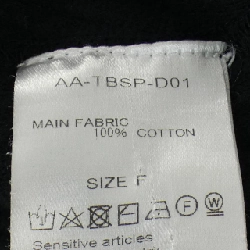 AA-TBSP-D01
MAIN FABRIC
100% COTTON
SIZE F
F W
Sensitive articles